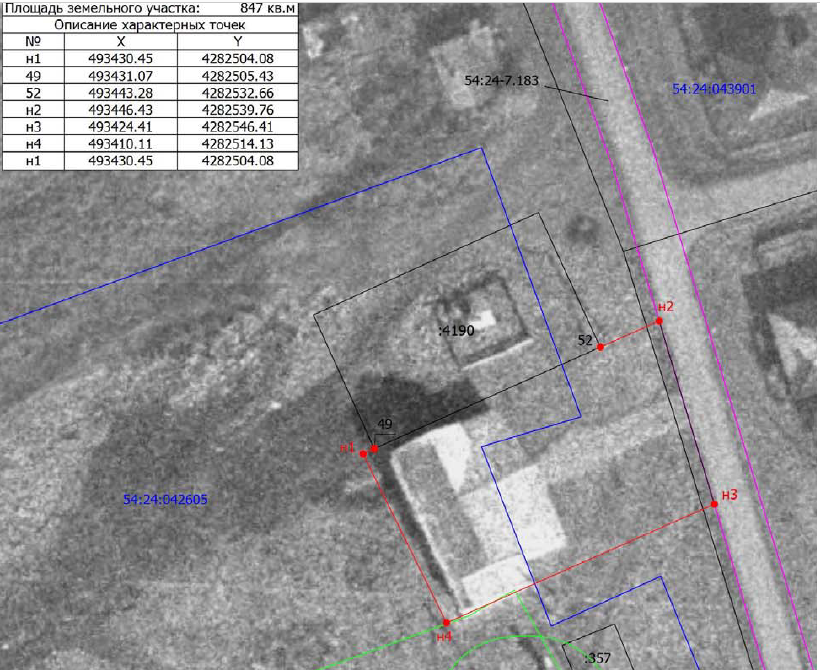 Площадь земельного участка: 847 кв.м
Описание характерных точек
№ X Y
н1 493430.45 4282504.08
49 493431.07 4282505.43
52 493443.28 4282532.66
н2 493446.43 4282539.76
н3 493424.41 4282546.41
н4 493410.11 4282514.13
н1 493430.45 4282504.08
54:24-7.183
54:24:043901
н2
:4190
52
49
н1
54:24:042605
н3
н4
:357